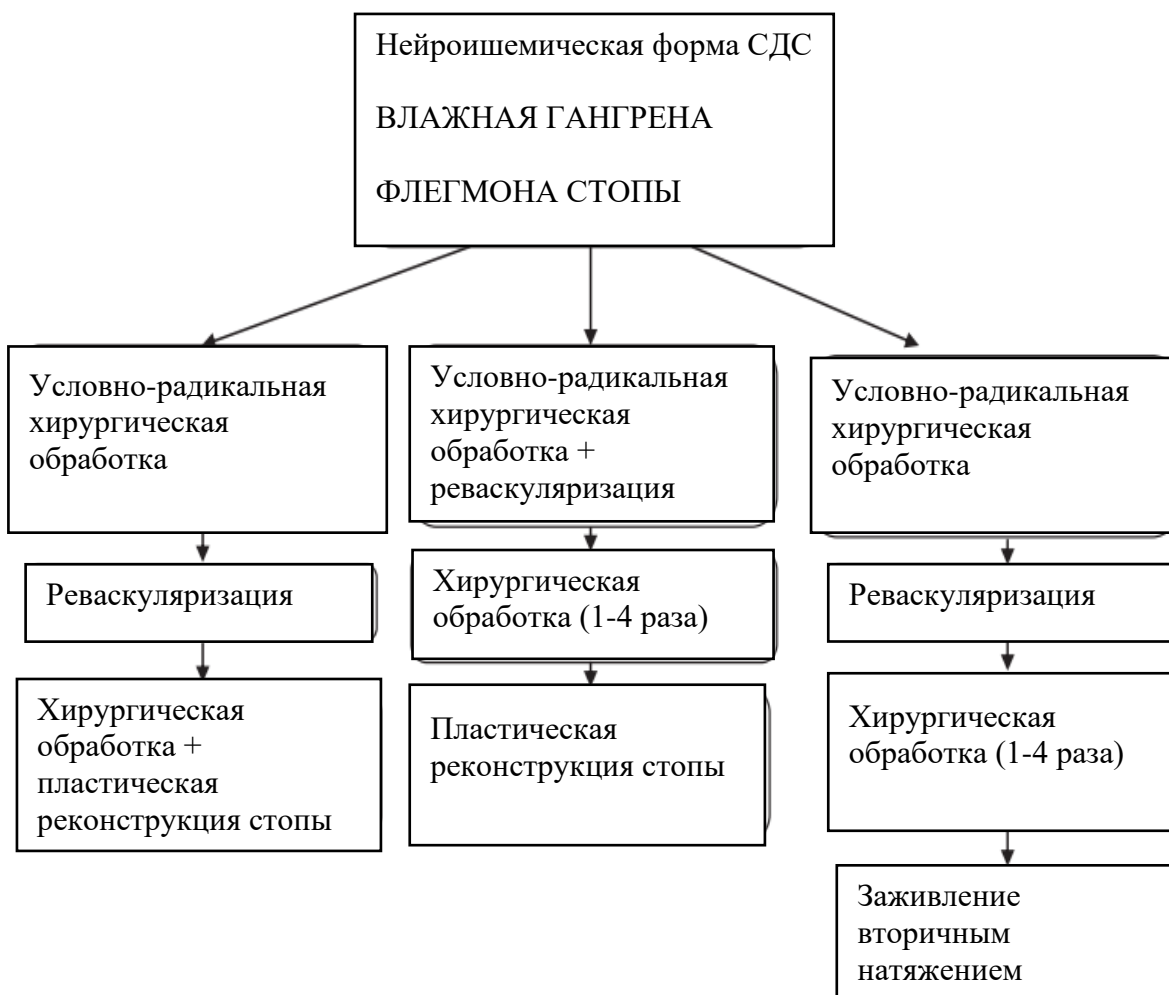 Нейроишемическая форма СДС
ВЛАЖНАЯ ГАНГРЕНА
ФЛЕГМОНА СТОПЫ
Условно-радикальная
хирургическая
обработка
Реваскуляризация
Хирургическая
обработка +
пластическая
реконструкция стопы
Условно-радикальная
хирургическая
обработка +
реваскуляризация
Хирургическая
обработка (1-4 раза)
Пластическая
реконструкция стопы
Условно-радикальная
хирургическая
обработка
Реваскуляризация
Хирургическая
обработка (1-4 раза)
Заживление
вторичным
натяжением